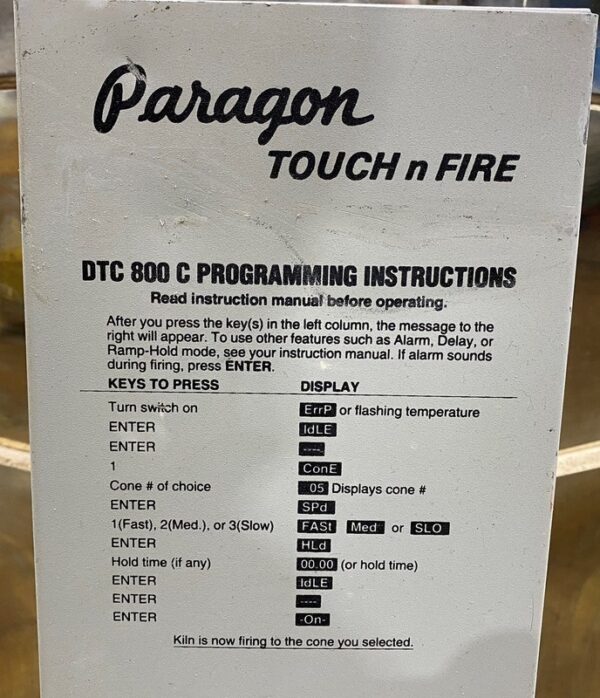 Paragon
TOUCH n FIRE
DTC 800 C PROGRAMMING INSTRUCTIONS
Read instruction manual before operating.
After you press the key(s) in the left column, the message to the
right will appear. To use other features such as Alarm, Delay, or
Ramp-Hold mode, see your instruction manual. If alarm sounds
during firing, press ENTER.
KEYS TO PRESS DISPLAY
Turn switch on ErrP or flashing temperature
ENTER IdLE
ENTER ----
1 ConE
Cone # of choice 05 Displays cone #
ENTER SPd
1(Fast), 2(Med.), or 3(Slow) FASt Med or SLO
ENTER HLd
Hold time (if any) 00.00 (or hold time)
ENTER IdLE
ENTER ----
ENTER -On-
Kiln is now firing to the cone you selected.